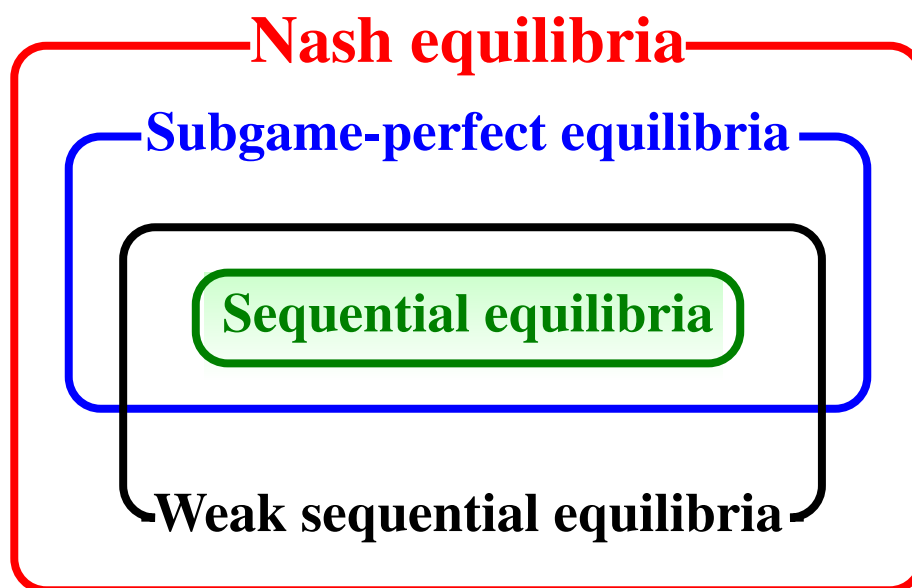 Nash equilibria
Subgame-perfect equilibria
Sequential equilibria
Weak sequential equilibria